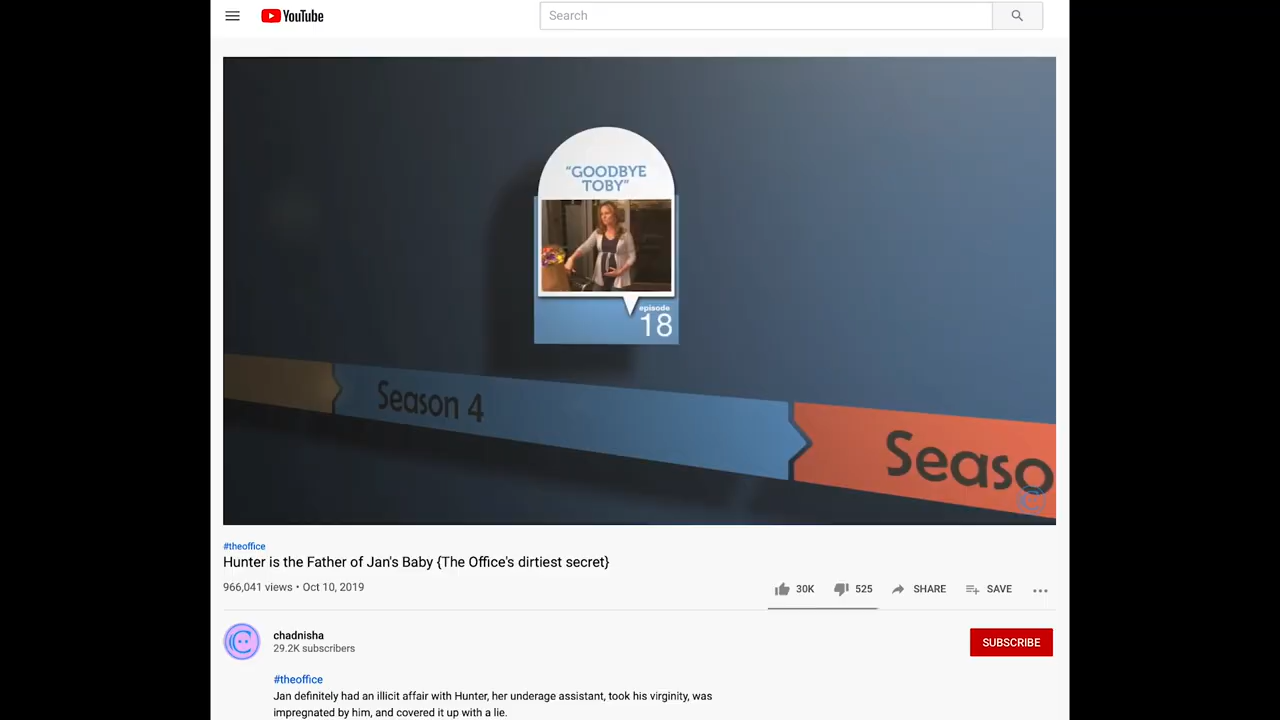 YouTube
Search
"GOODBYE
TOBY"
episode
18
Season 4
Seaso
#theoffice
Hunter is the Father of Jan's Baby {The Office's dirtiest secret}
966,041 views • Oct 10, 2019
30K 525 SHARE SAVE
chadnisha
29.2K subscribers
SUBSCRIBE
#theoffice
Jan definitely had an illicit affair with Hunter, her underage assistant, took his virginity, was
impregnated by him, and covered it up with a lie.